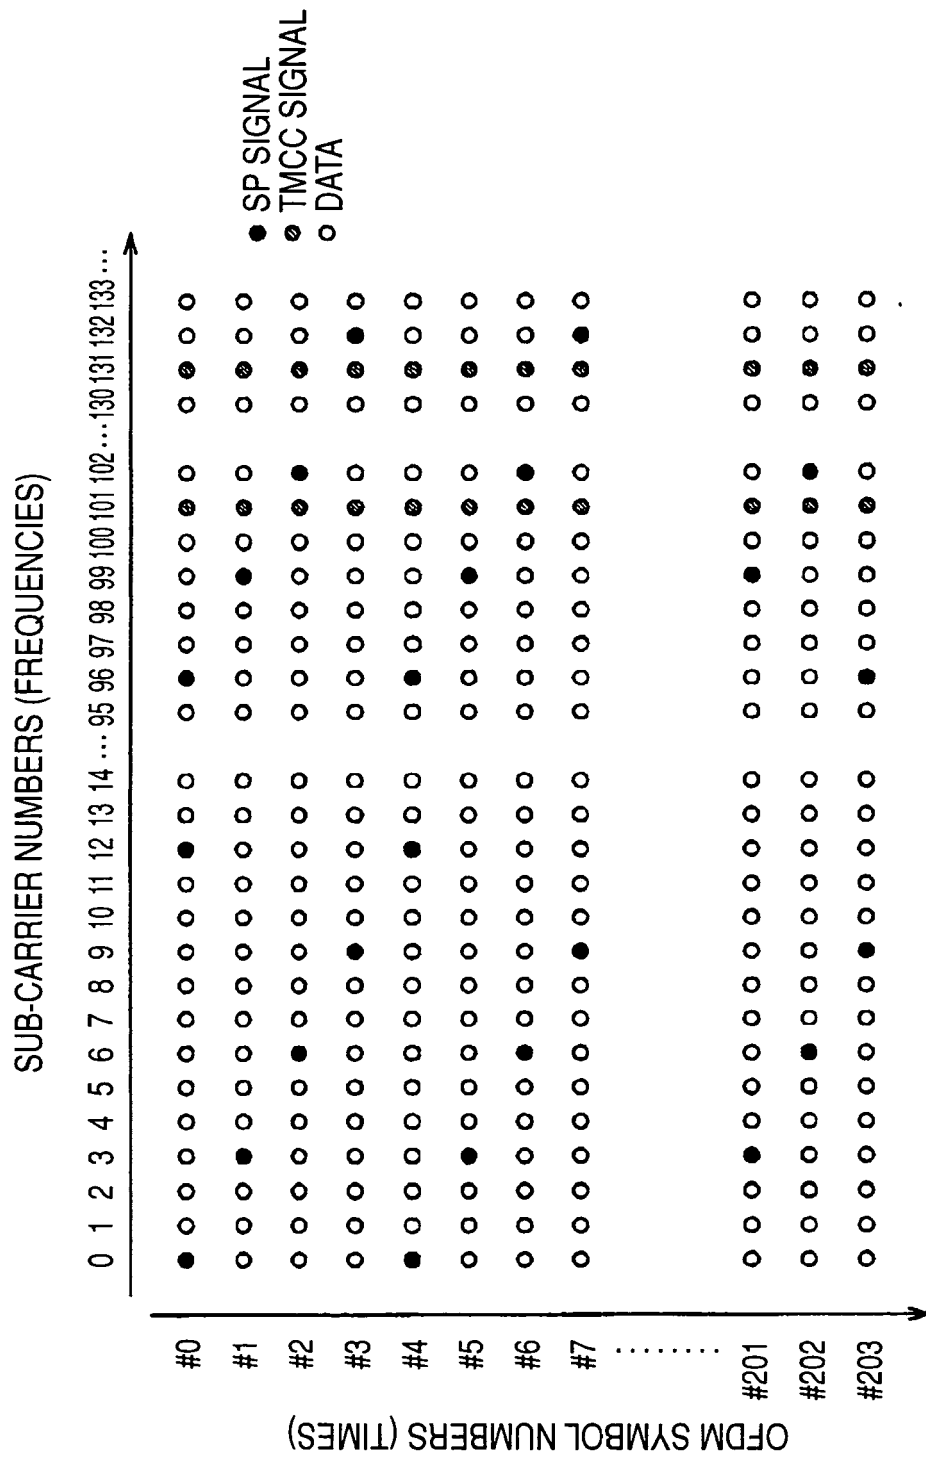 SUB-CARRIER NUMBERS (FREQUENCIES)
0 1 2 3 4 5 6 7 8 9 10 11 12 13 14 ··· 95 96 97 98 99 100 101 102 ··· 130 131 132 133 ···
OFDM SYMBOL NUMBERS (TIMES)
#0
#1
#2
#3
#4
#5
#6
#7
········
#201
#202
#203
SP SIGNAL
TMCC SIGNAL
DATA